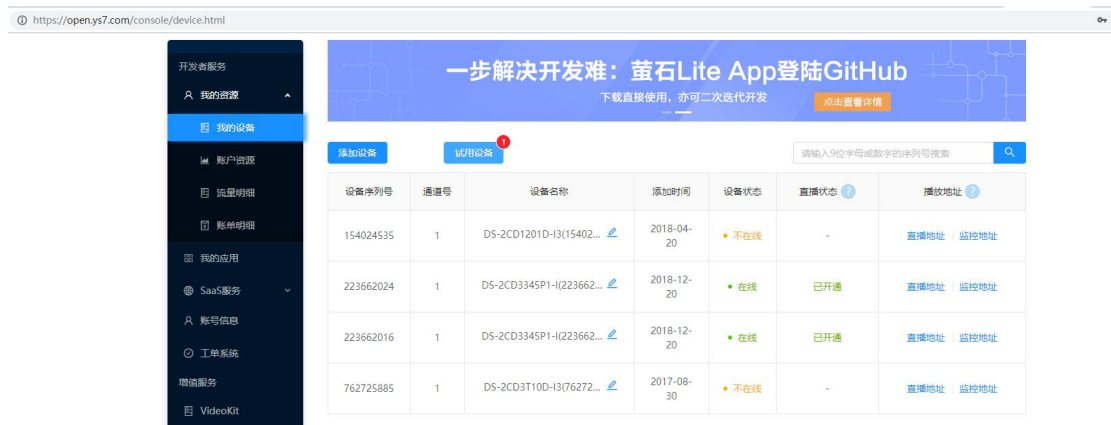 https://open.ys7.com/console/device.html
开发者服务
我的资源
我的设备
账户资源
流量明细
账单明细
我的应用
SaaS服务
账号信息
工单系统
增值服务
VideoKit
一步解决开发难：萤石Lite App登陆GitHub
下载直接使用，亦可二次迭代开发
点击查看详情
添加设备
试用设备
1
请输入9位字母或数字的序列号搜索
设备序列号 通道号 设备名称 添加时间 设备状态 直播状态 ? 播放地址 ?
154024535 1 DS-2CD1201D-I3(15402... 2018-04-20 不在线 - 直播地址 监控地址
223662024 1 DS-2CD3345P1-I(223662... 2018-12-20 在线 已开通 直播地址 监控地址
223662016 1 DS-2CD3345P1-I(223662... 2018-12-20 在线 已开通 直播地址 监控地址
762725885 1 DS-2CD3T10D-I3(76272... 2017-08-30 不在线 - 直播地址 监控地址